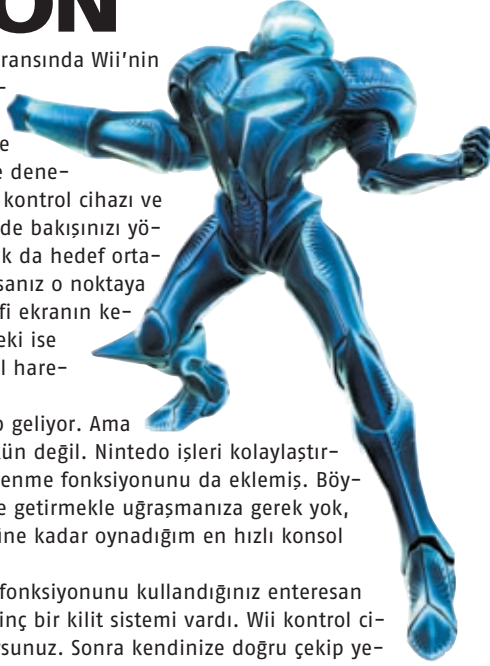 ON
ransında Wii'nin
-
e
e dene-
kontrol cihazı ve
de bakışınızı yö-
k da hedef orta-
sanız o noktaya
fi ekranın ke-
eki ise
l hare-
o geliyor. Ama
ün değil. Nintedo işleri kolaylaştır-
enme fonksiyonunu da eklemiş. Böy-
e getirmekle uğraşmanıza gerek yok,
üne kadar oynadığım en hızlı konsol
fonksiyonunu kullandığınız enteresan
inç bir kilit sistemi vardı. Wii kontrol ci-
rsunuz. Sonra kendinize doğru çekip ye-